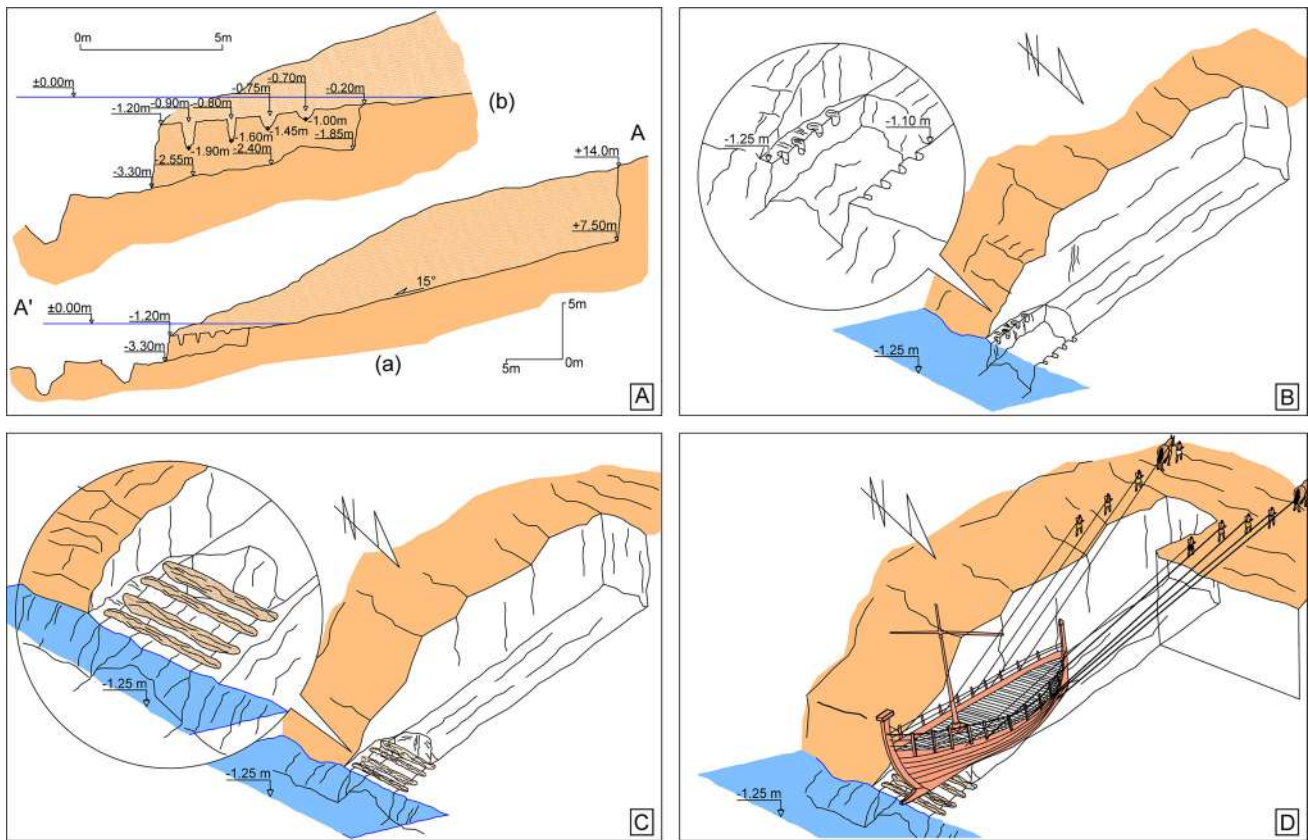 0m 5m
±0.00m
-0.70m
-0.75m
-0.20m
-0.90m
-0.80m
-1.20m
(b)
-1.00m
-1.45m
-1.60m
-1.85m
-1.90m
-2.40m
-2.55m
-3.30m
A
+14.0m
+7.50m
15°
A'
±0.00m
-1.20m
5m
-3.30m
(a)
5m 0m
A
N
-1.10 m
-1.25 m
-1.25 m
B
N
-1.25 m
-1.25 m
C
N
-1.25 m
D